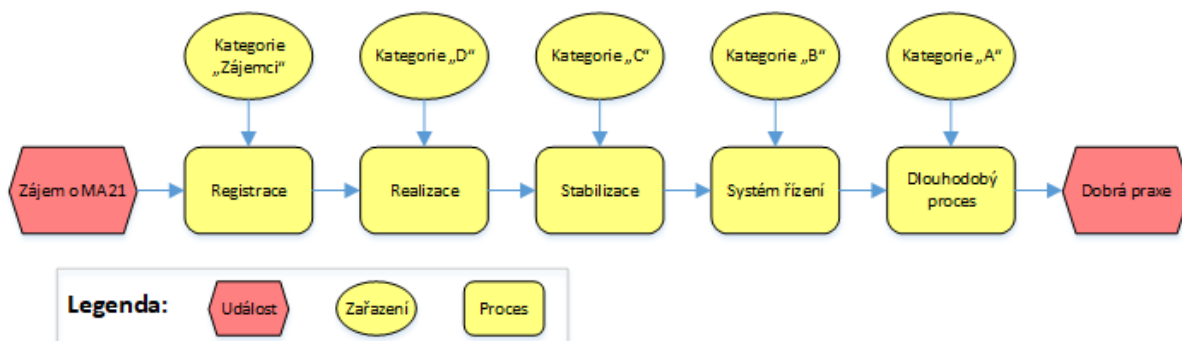 Kategorie
„Zájemci“
Kategorie „D“
Kategorie „C“
Kategorie „B“
Kategorie „A“
Zájem o MA21
Registrace
Realizace
Stabilizace
Systém řízení
Dlouhodobý
proces
Dobrá praxe
Legenda:
Událost
Zařazení
Proces